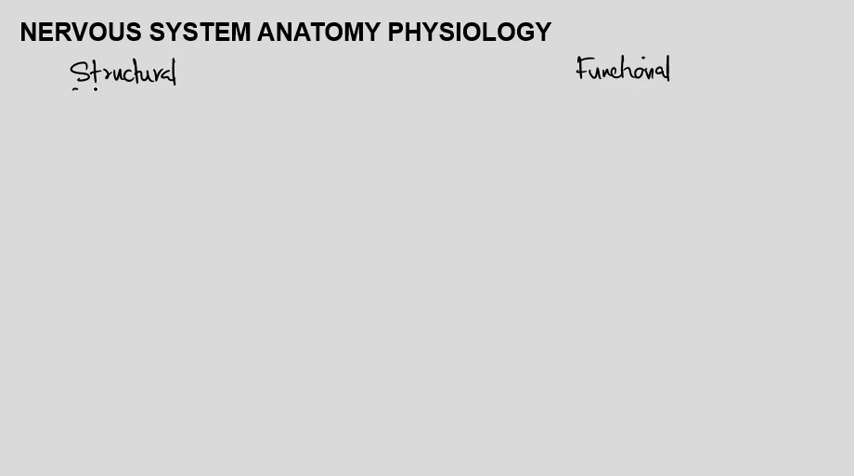 NERVOUS SYSTEM ANATOMY PHYSIOLOGY
Structural Functional